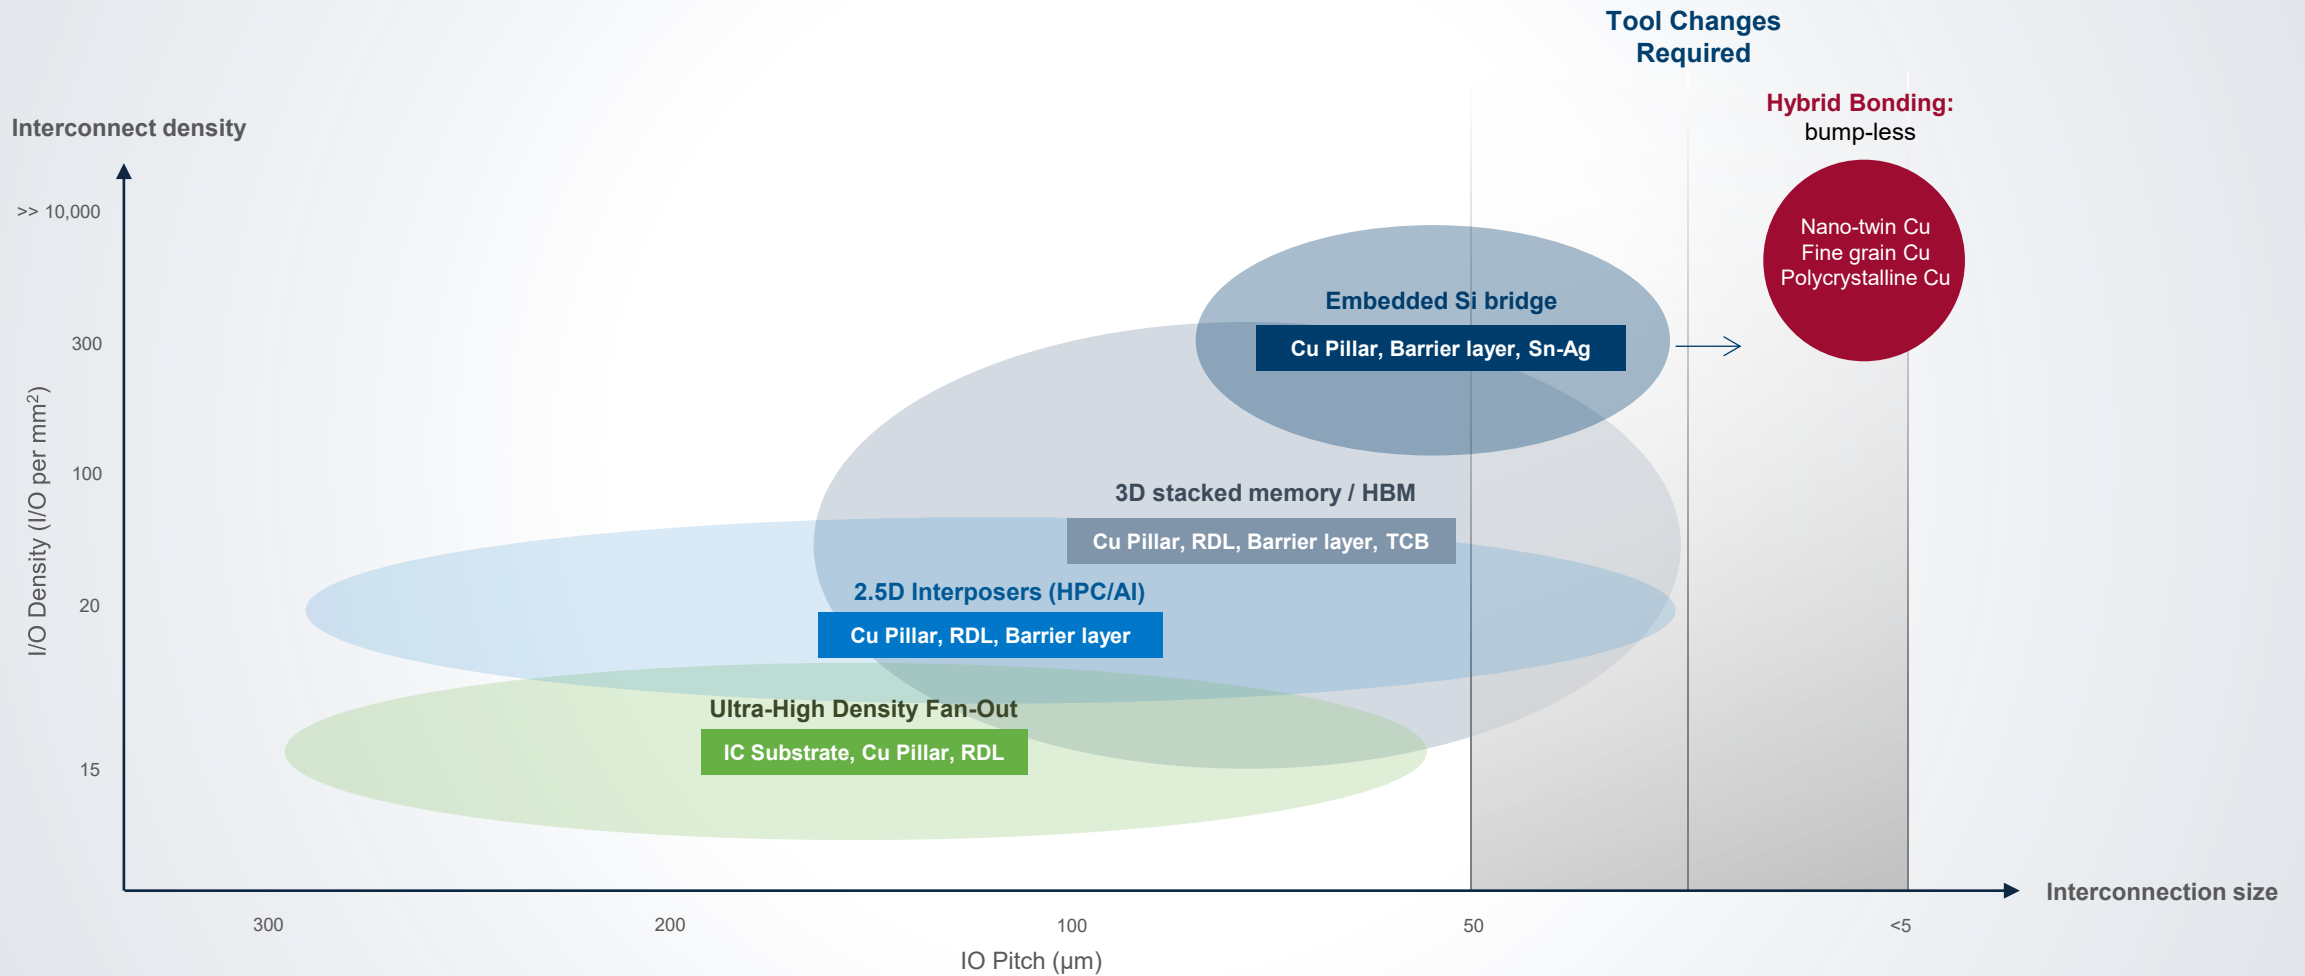 Tool Changes
Required
Hybrid Bonding:
bump-less
Interconnect density
>> 10,000
Nano-twin Cu
Fine grain Cu
Polycrystalline Cu
Embedded Si bridge
300
Cu Pillar, Barrier layer, Sn-Ag
I/O Density (I/O per mm²)
100
3D stacked memory / HBM
Cu Pillar, RDL, Barrier layer, TCB
20
2.5D Interposers (HPC/AI)
Cu Pillar, RDL, Barrier layer
Ultra-High Density Fan-Out
IC Substrate, Cu Pillar, RDL
15
Interconnection size
300
200
100
50
<5
IO Pitch (µm)